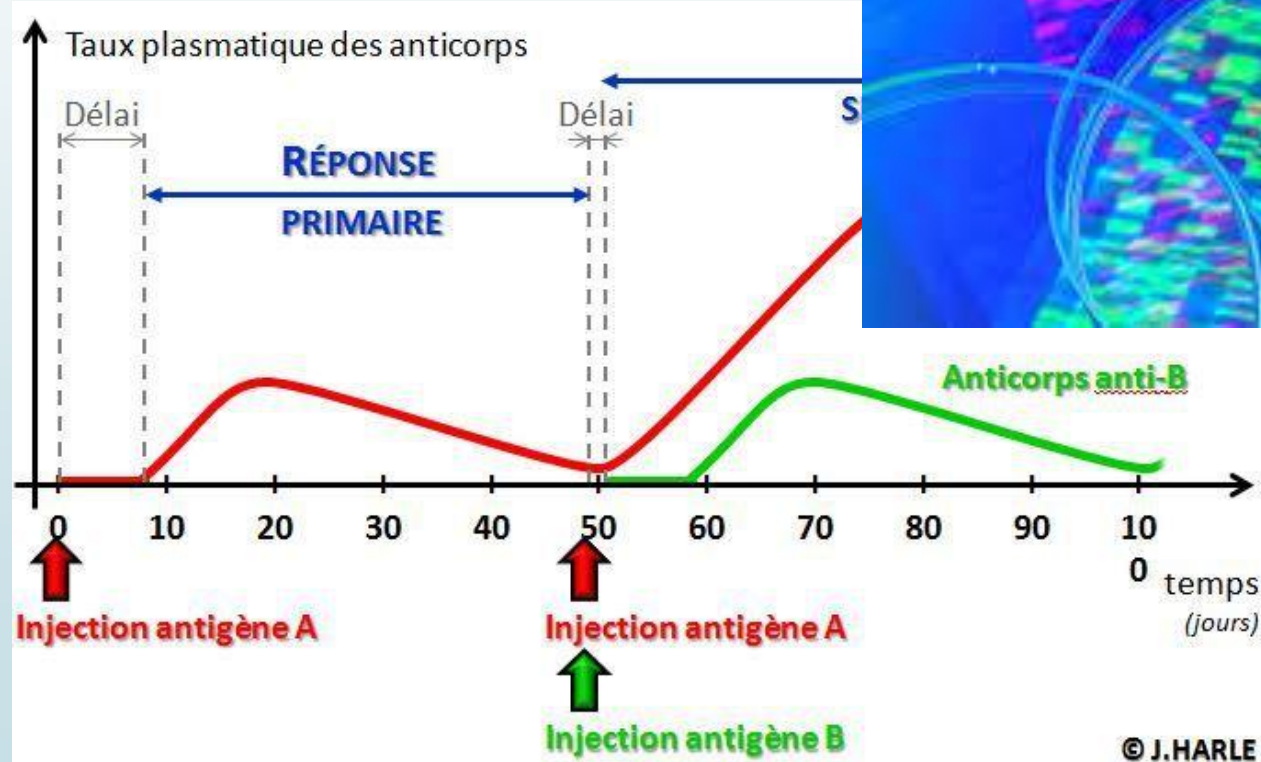 Taux plasmatique des anticorps
Délai
Délai
S
RÉPONSE
PRIMAIRE
Anticorps anti-B
0 10 20 30 40 50 60 70 80 90 10
0
temps
(jours)
Injection antigène A
Injection antigène A
Injection antigène B
© J.HARLE